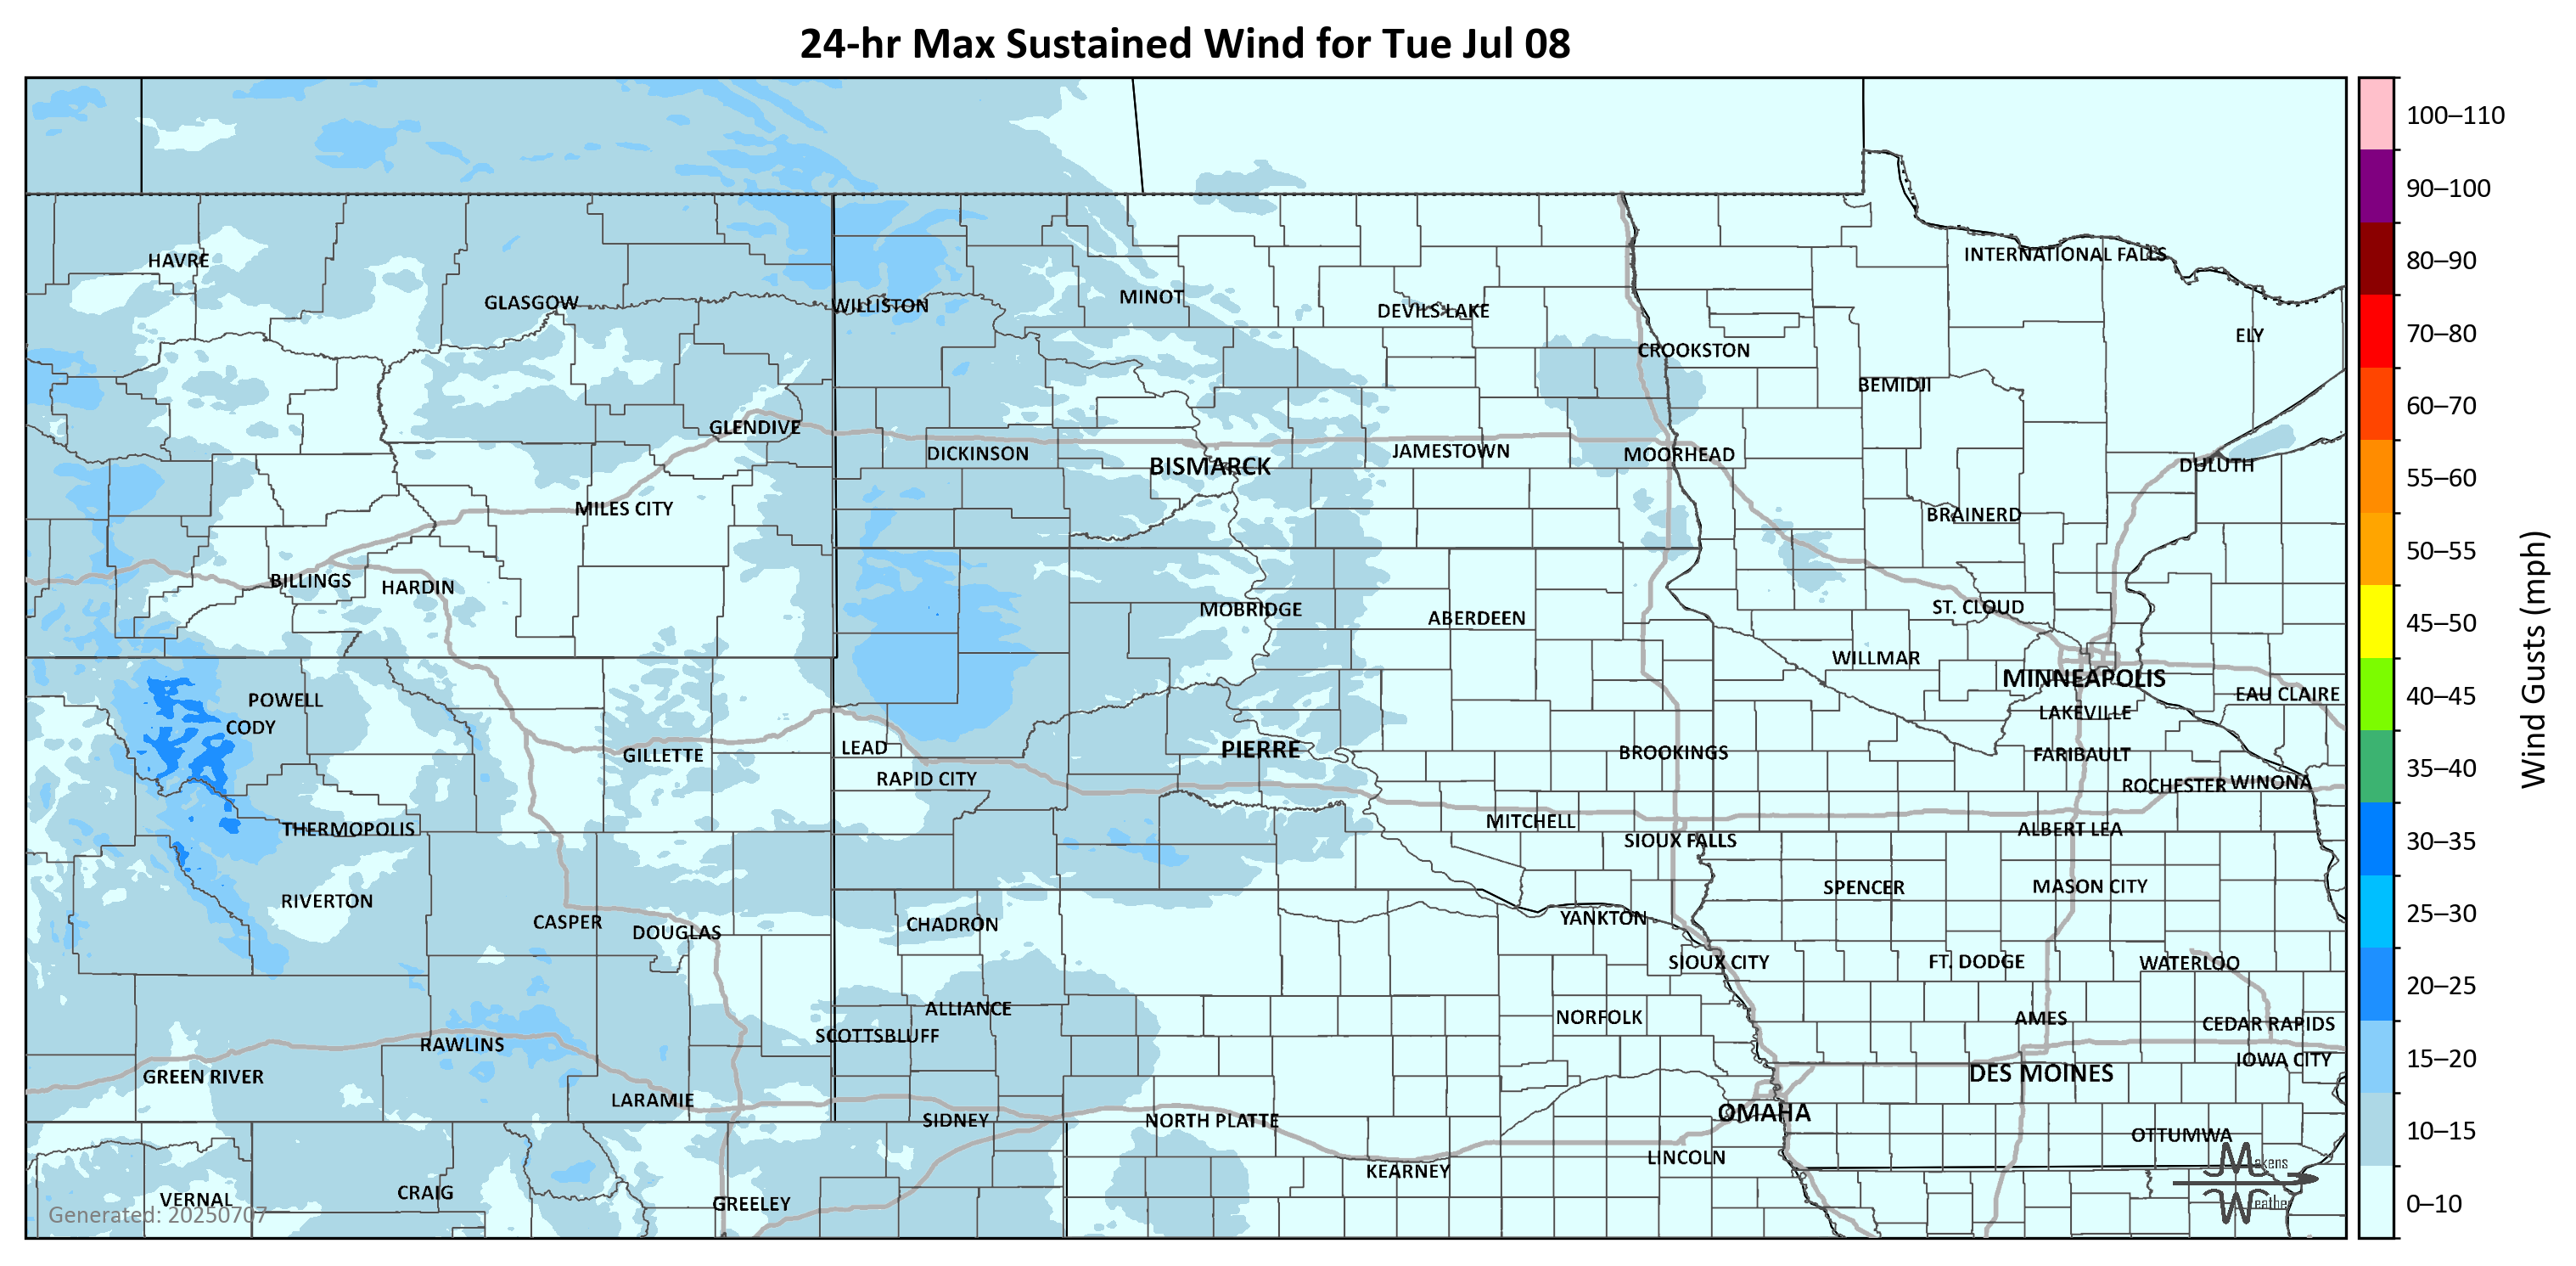 24-hr Max Sustained Wind for Tue Jul 08
100–110
90–100
80–90
70–80
60–70
55–60
50–55
45–50
40–45
35–40
30–35
25–30
20–25
15–20
10–15
0–10
Wind Gusts (mph)
INTERNATIONAL FALLS
HAVRE
GLASGOW
WILLISTON
MINOT
DEVILS LAKE
ELY
CROOKSTON
BEMIDJI
GLENDIVE
DICKINSON
BISMARCK
JAMESTOWN
MOORHEAD
DULUTH
MILES CITY
BRAINERD
BILLINGS
HARDIN
MOBRIDGE
ABERDEEN
ST. CLOUD
WILLMAR
MINNEAPOLIS
EAU CLAIRE
POWELL
CODY
LAKEVILLE
GILLETTE
LEAD
PIERRE
BROOKINGS
FARIBAULT
RAPID CITY
ROCHESTER
WINONA
THERMOPOLIS
MITCHELL
SIOUX FALLS
ALBERT LEA
RIVERTON
SPENCER
MASON CITY
CASPER
DOUGLAS
CHADRON
YANKTON
SIOUX CITY
FT. DODGE
WATERLOO
ALLIANCE
NORFOLK
AMES
CEDAR RAPIDS
SCOTTSBLUFF
RAWLINS
IOWA CITY
GREEN RIVER
DES MOINES
LARAMIE
SIDNEY
NORTH PLATTE
OMAHA
OTTUMWA
KEARNEY
LINCOLN
VERNAL
CRAIG
GREELEY
Makens
Weather
Generated: 20250707